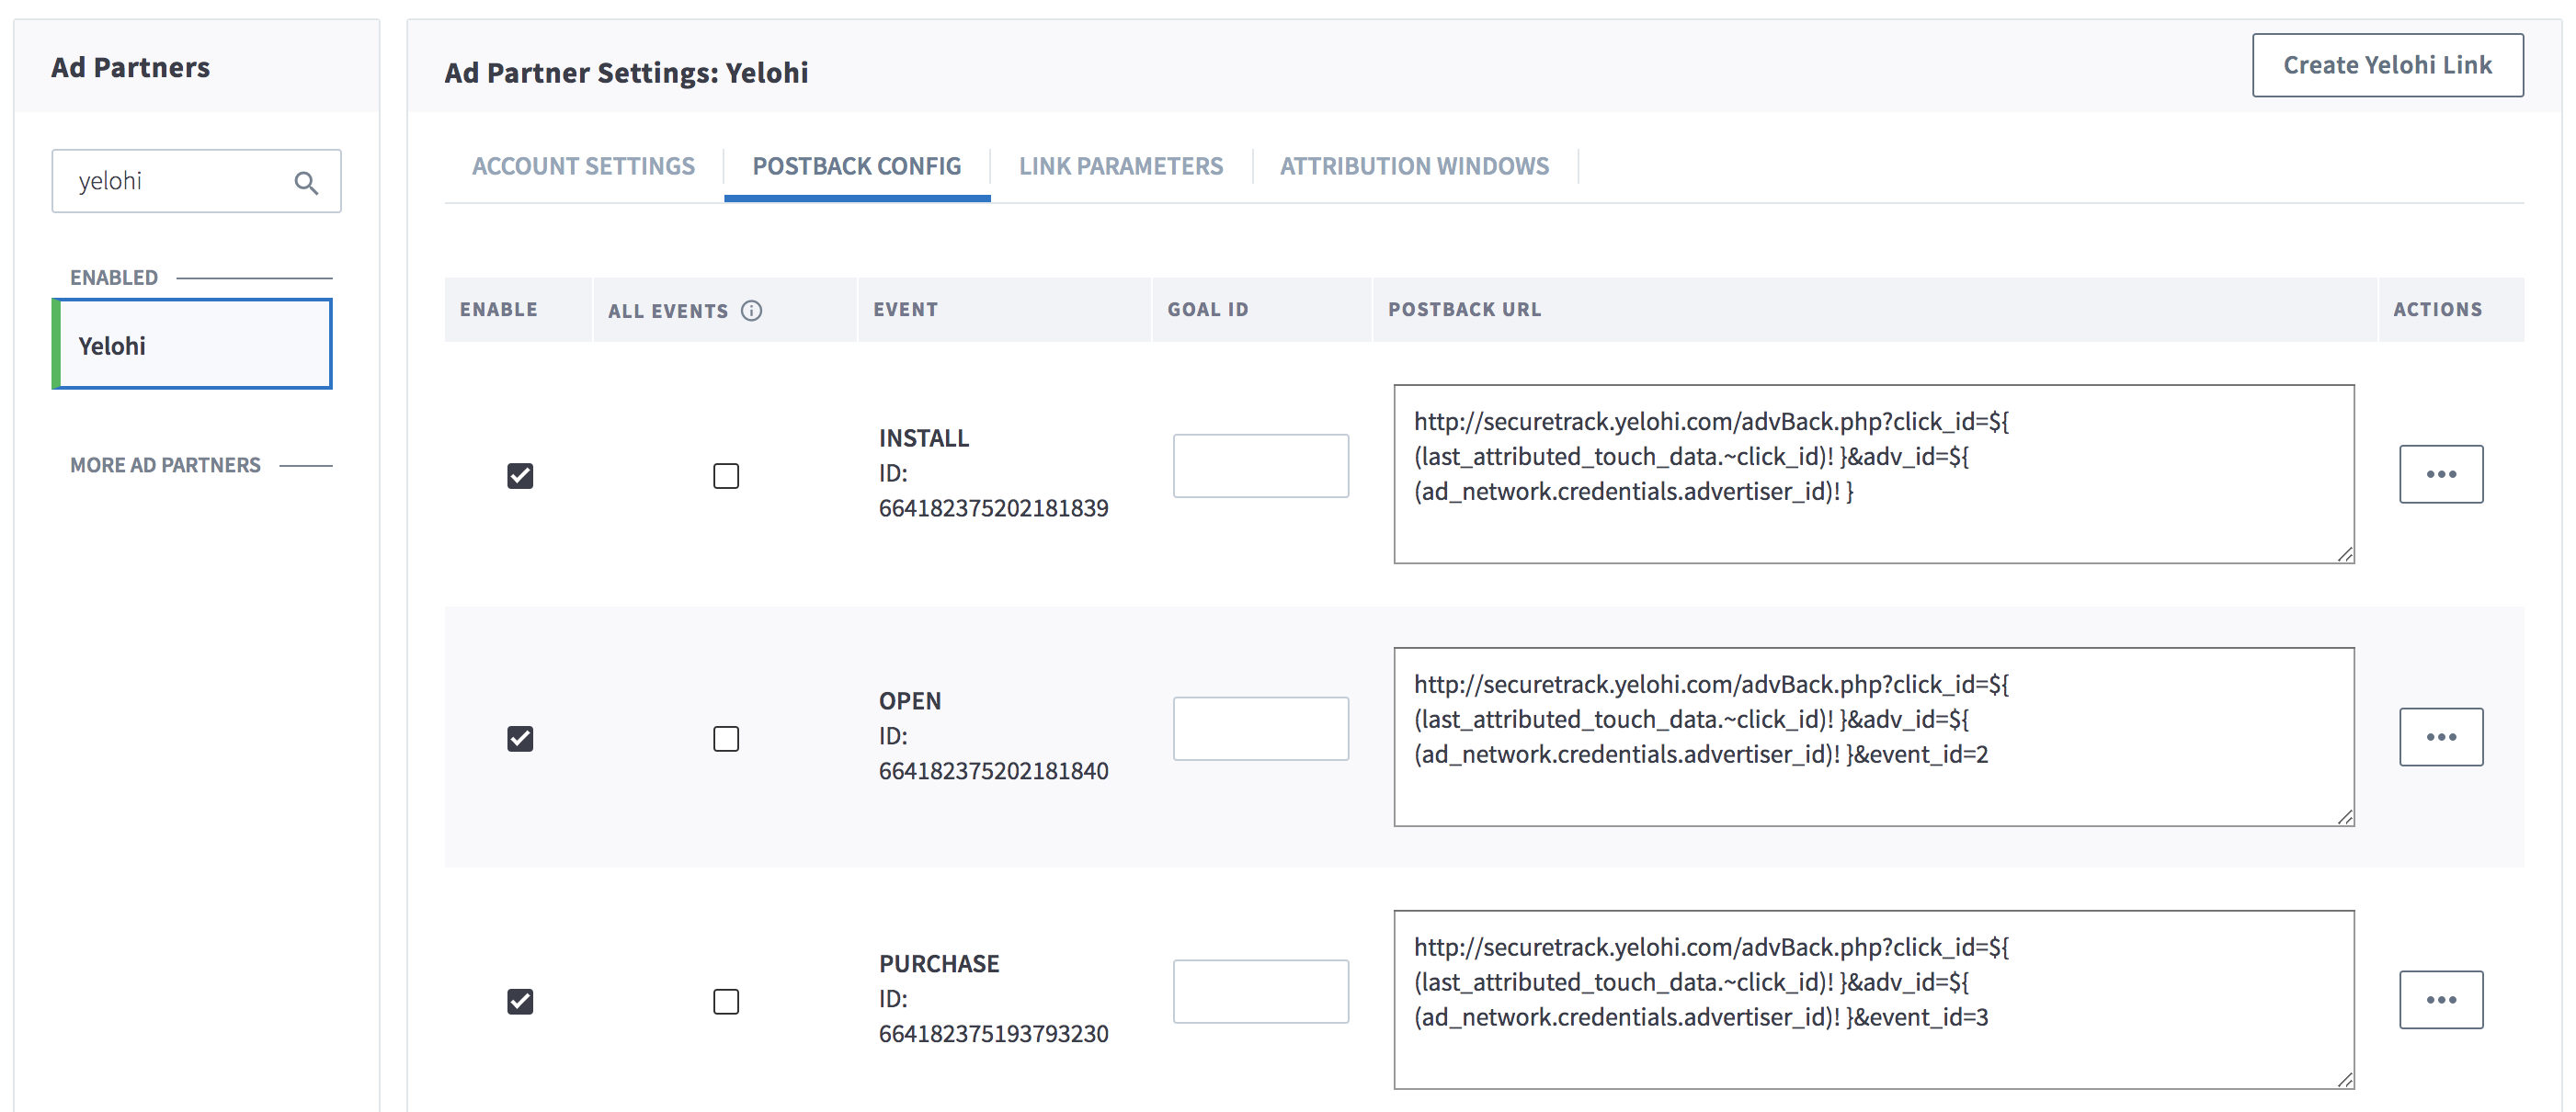 Ad Partners
yelohi
ENABLED
Yelohi
MORE AD PARTNERS
Ad Partner Settings: Yelohi
Create Yelohi Link
ACCOUNT SETTINGS
POSTBACK CONFIG
LINK PARAMETERS
ATTRIBUTION WINDOWS
ENABLE
ALL EVENTS
EVENT
GOAL ID
POSTBACK URL
ACTIONS
INSTALL
ID:
664182375202181839
http://securetrack.yelohi.com/advBack.php?click_id=${
(last_attributed_touch_data.~click_id)! }&adv_id=${
(ad_network.credentials.advertiser_id)! }
OPEN
ID:
664182375202181840
http://securetrack.yelohi.com/advBack.php?click_id=${
(last_attributed_touch_data.~click_id)! }&adv_id=${
(ad_network.credentials.advertiser_id)! }&event_id=2
PURCHASE
ID:
664182375193793230
http://securetrack.yelohi.com/advBack.php?click_id=${
(last_attributed_touch_data.~click_id)! }&adv_id=${
(ad_network.credentials.advertiser_id)! }&event_id=3